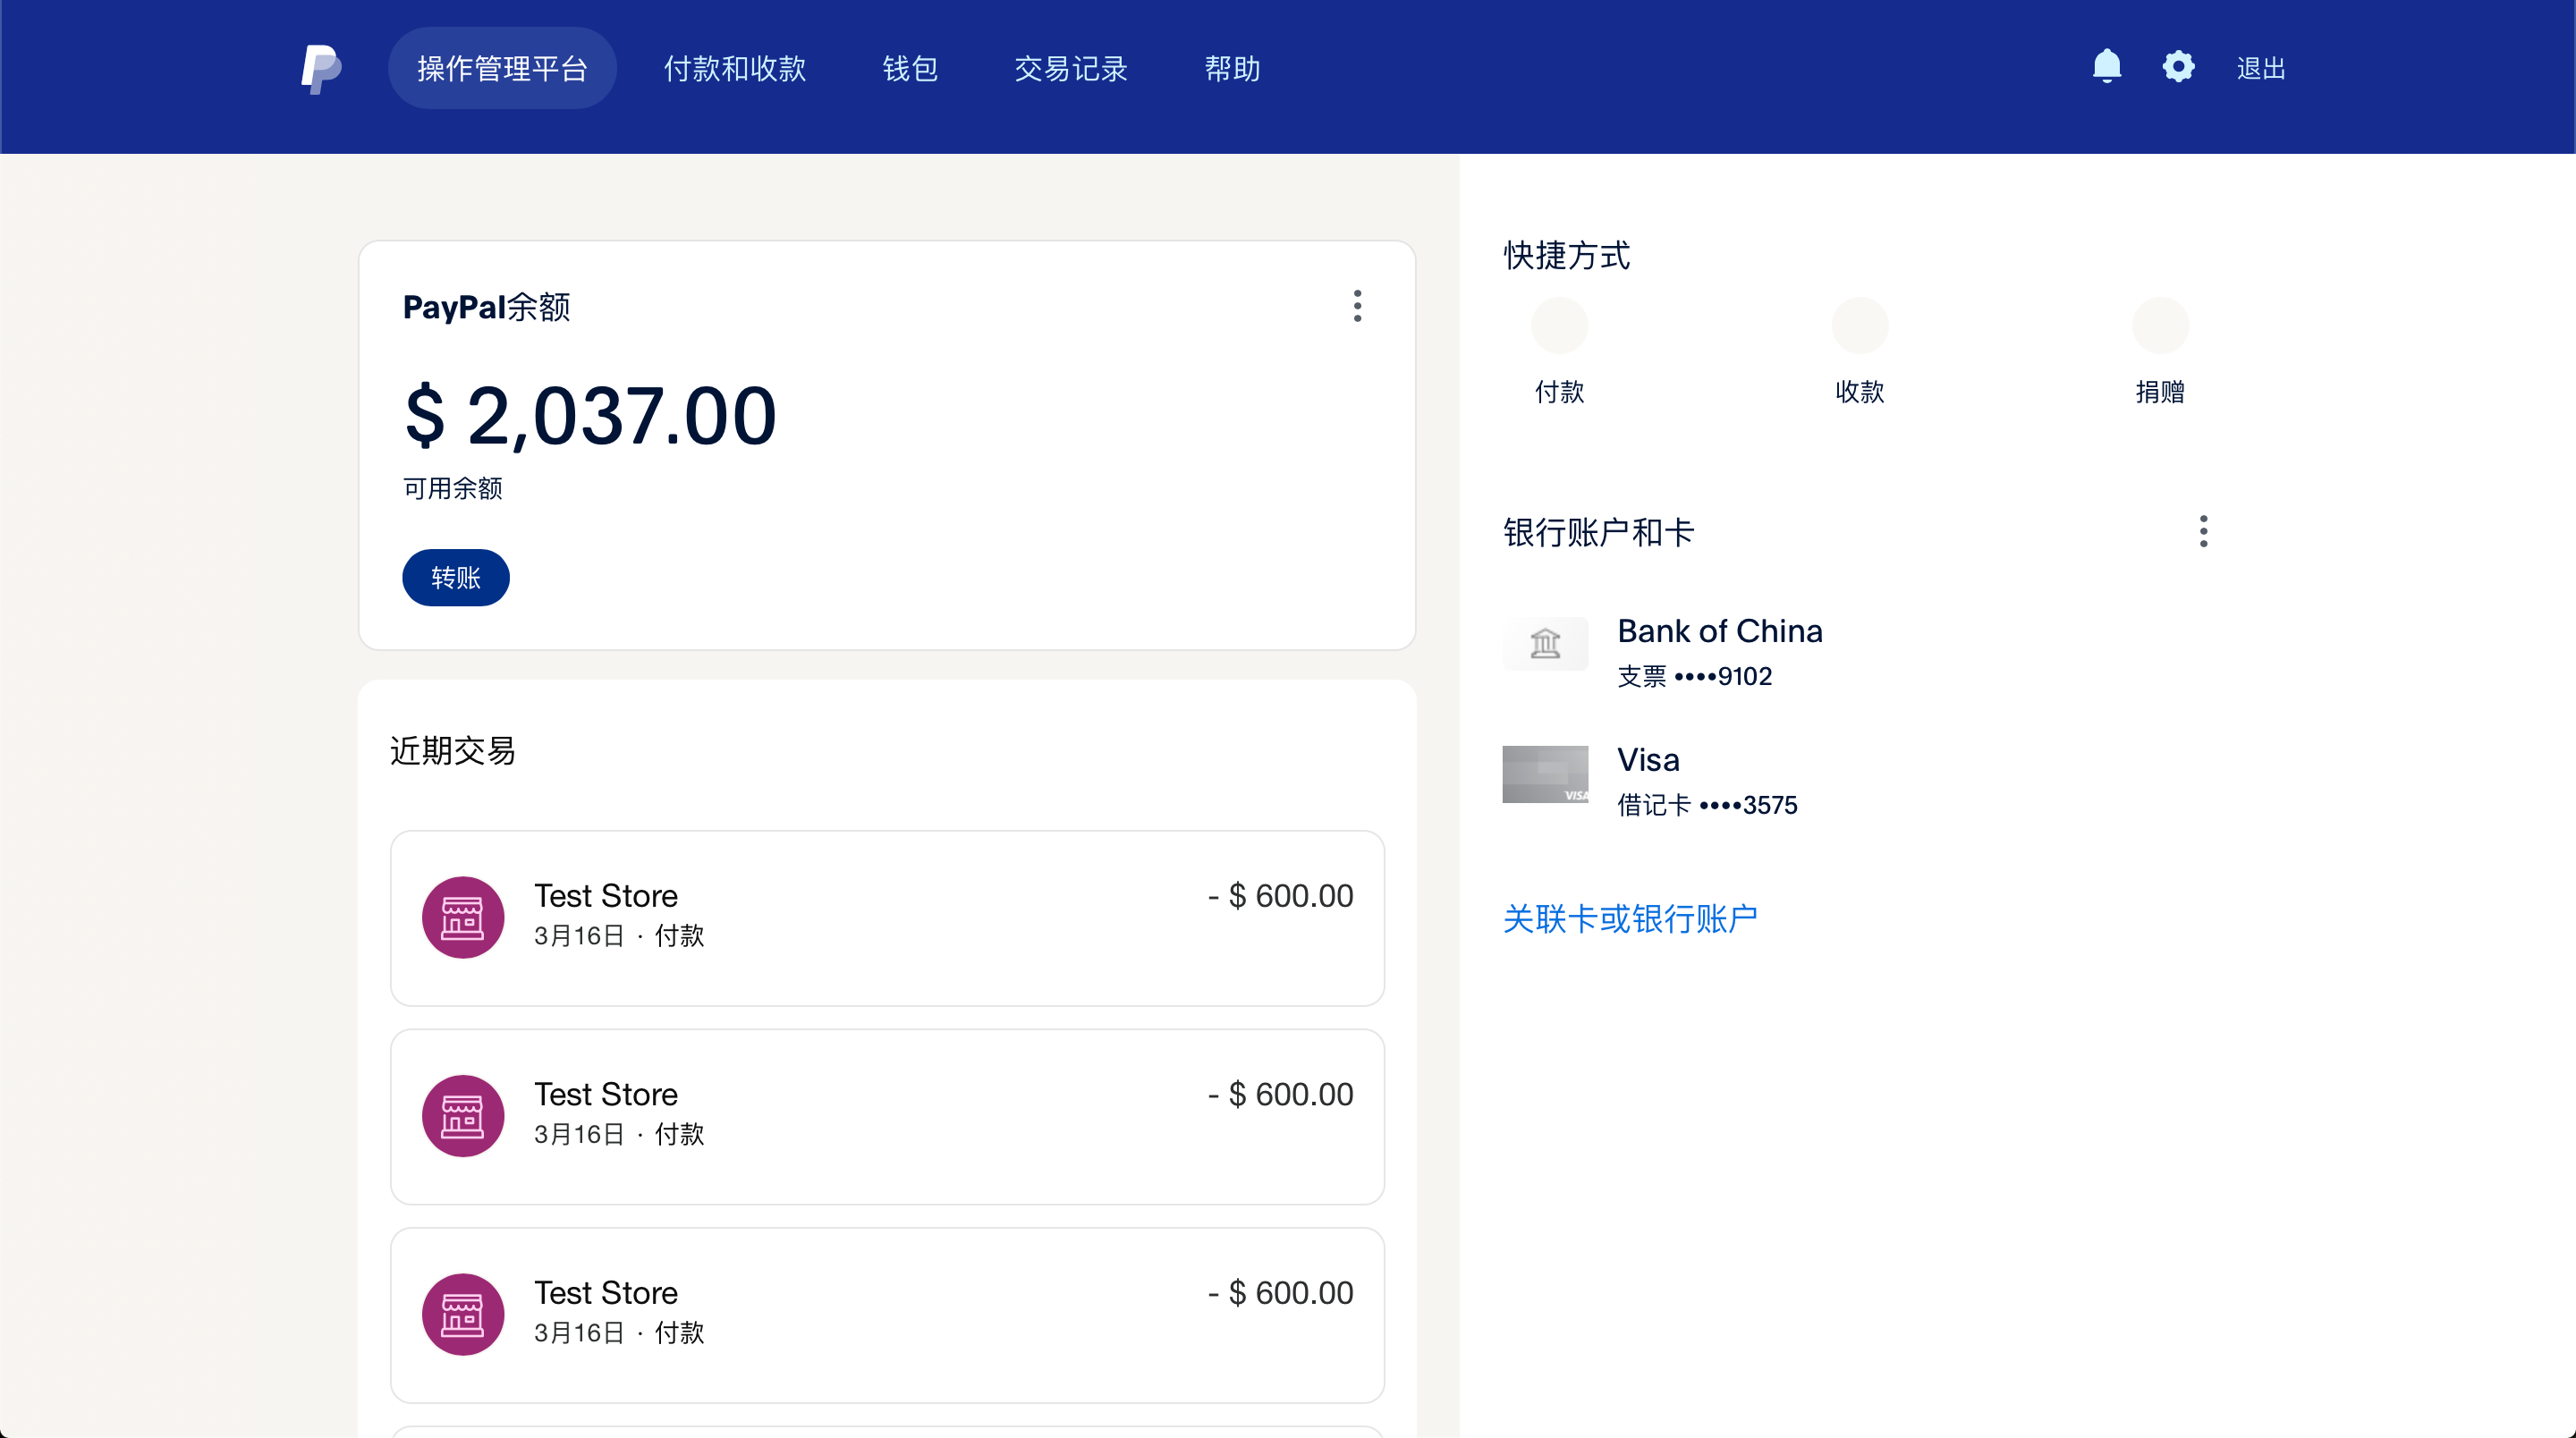 操作管理平台
付款和收款
钱包
交易记录
帮助
退出
PayPal余额
$ 2,037.00
可用余额
转账
近期交易
Test Store
- $ 600.00
3月16日 · 付款
Test Store
- $ 600.00
3月16日 · 付款
Test Store
- $ 600.00
3月16日 · 付款
快捷方式
付款
收款
捐赠
银行账户和卡
Bank of China
支票 ••••9102
VISA
Visa
借记卡 ••••3575
关联卡或银行账户